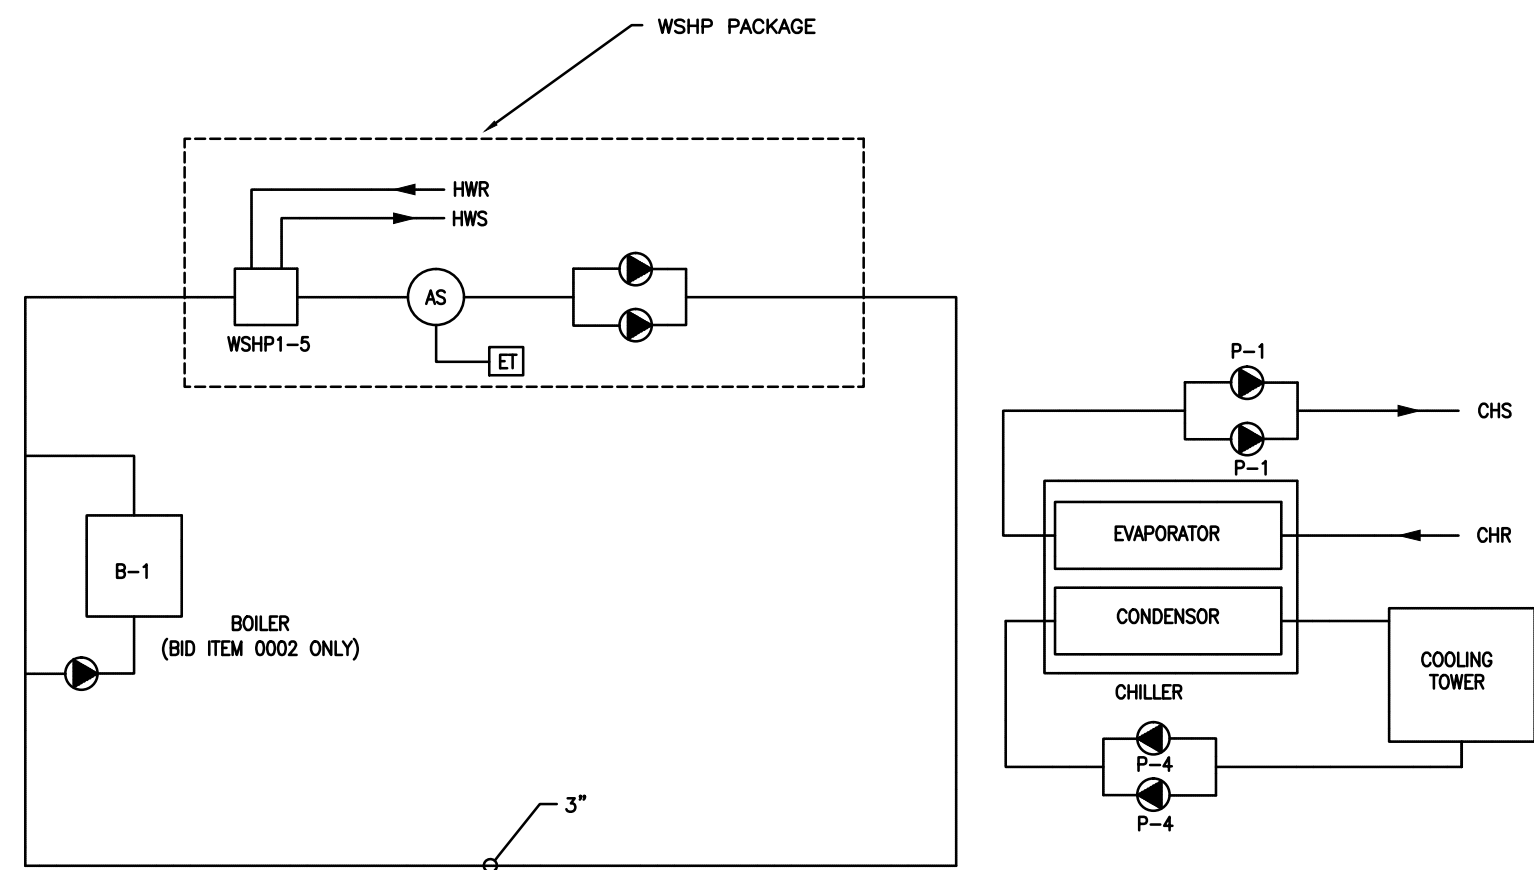 WSHP PACKAGE
HWR
HWS
AS
WSHP1-5
ET
P-1
CHS
P-1
EVAPORATOR
CHR
B-1
BOILER
(BID ITEM 0002 ONLY)
CONDENSOR
COOLING
TOWER
CHILLER
P-4
3"
P-4